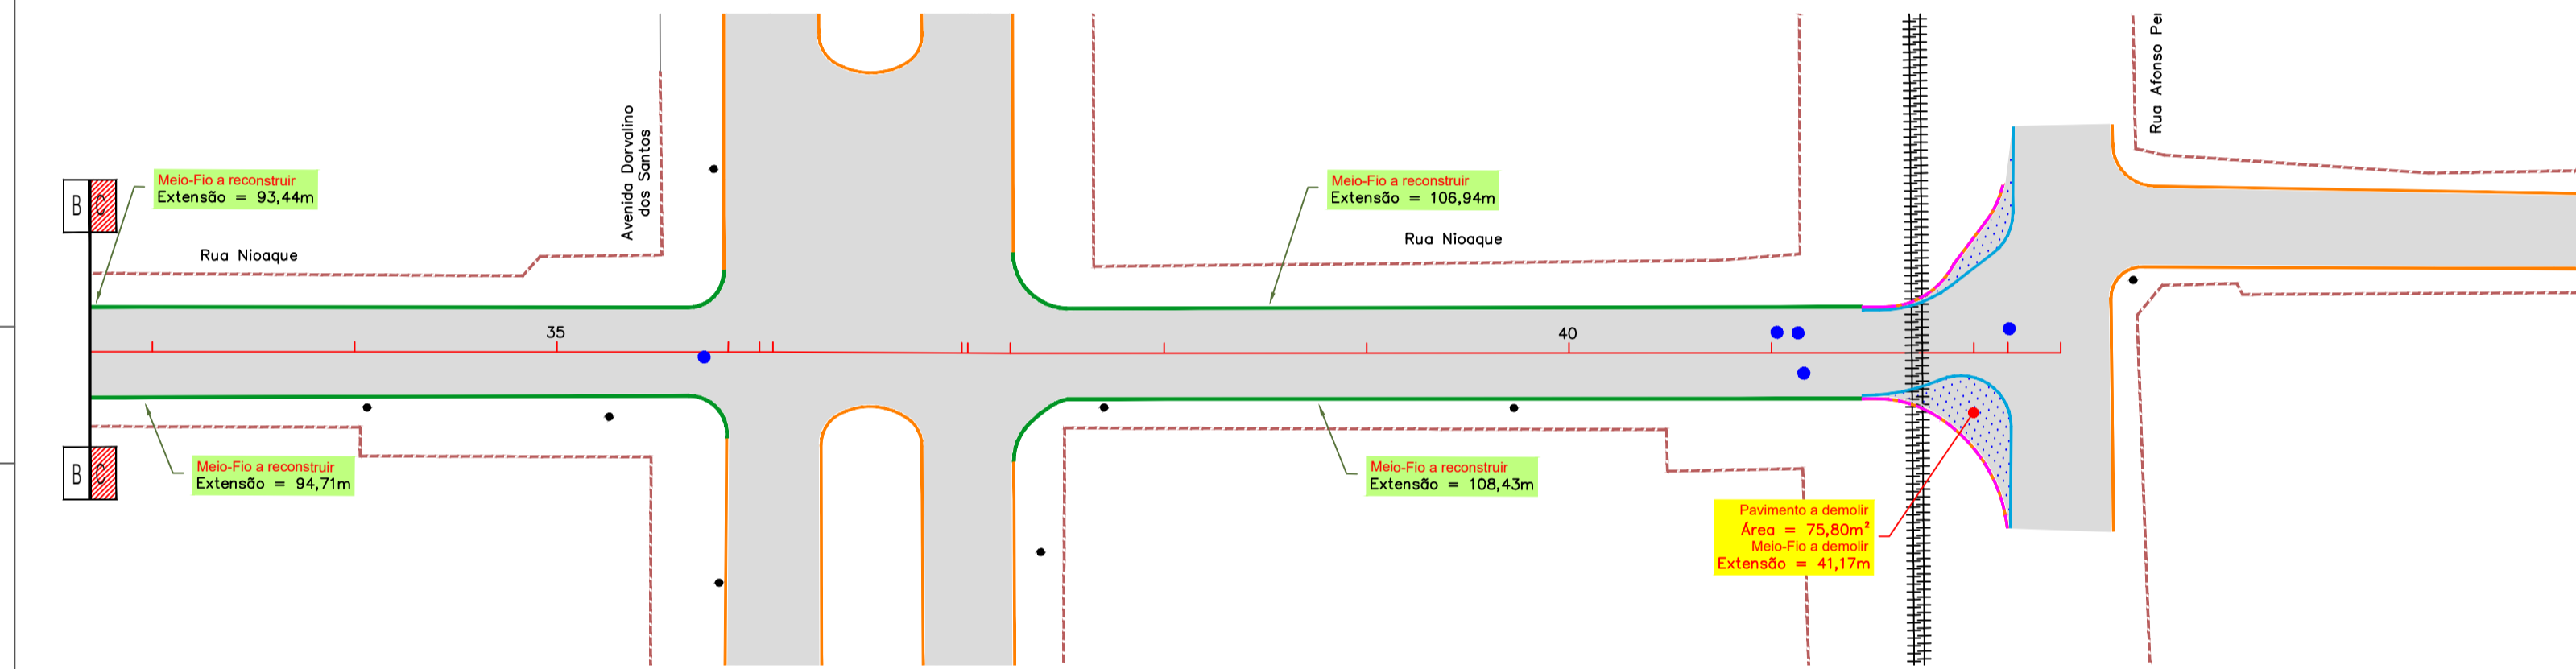 Rua Afonso Per
Avenida Dorvalino
dos Santos
Meio-Fio a reconstruir
Extensão = 93,44m
Meio-Fio a reconstruir
Extensão = 106,94m
B C
Rua Nioaque
Rua Nioaque
35
40
Meio-Fio a reconstruir
Extensão = 94,71m
Meio-Fio a reconstruir
Extensão = 108,43m
B C
Pavimento a demolir
Área = 75,80m²
Meio-Fio a demolir
Extensão = 41,17m